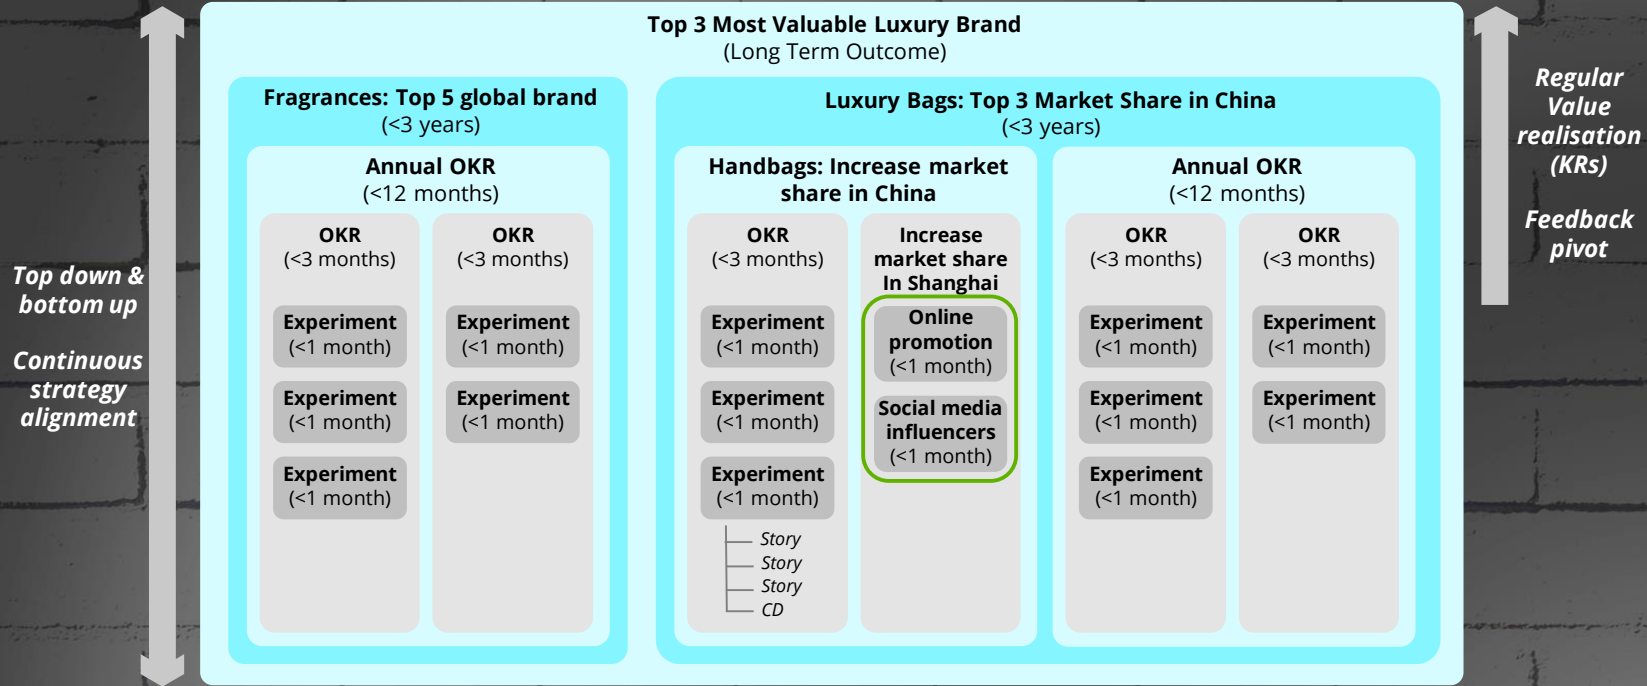 Top 3 Most Valuable Luxury Brand
(Long Term Outcome)
Top down &
bottom up
Continuous
strategy
alignment
Fragrances: Top 5 global brand
(<3 years)
Annual OKR
(<12 months)
OKR
(<3 months)
Experiment
(<1 month)
Experiment
(<1 month)
Experiment
(<1 month)
OKR
(<3 months)
Experiment
(<1 month)
Experiment
(<1 month)
Luxury Bags: Top 3 Market Share in China
(<3 years)
Handbags: Increase market
share in China
OKR
(<3 months)
Experiment
(<1 month)
Experiment
(<1 month)
Experiment
(<1 month)
Story
Story
Story
CD
Increase
market share
In Shanghai
Online
promotion
(<1 month)
Social media
influencers
(<1 month)
Annual OKR
(<12 months)
OKR
(<3 months)
Experiment
(<1 month)
Experiment
(<1 month)
Experiment
(<1 month)
OKR
(<3 months)
Experiment
(<1 month)
Experiment
(<1 month)
Regular
Value
realisation
(KRs)
Feedback
pivot